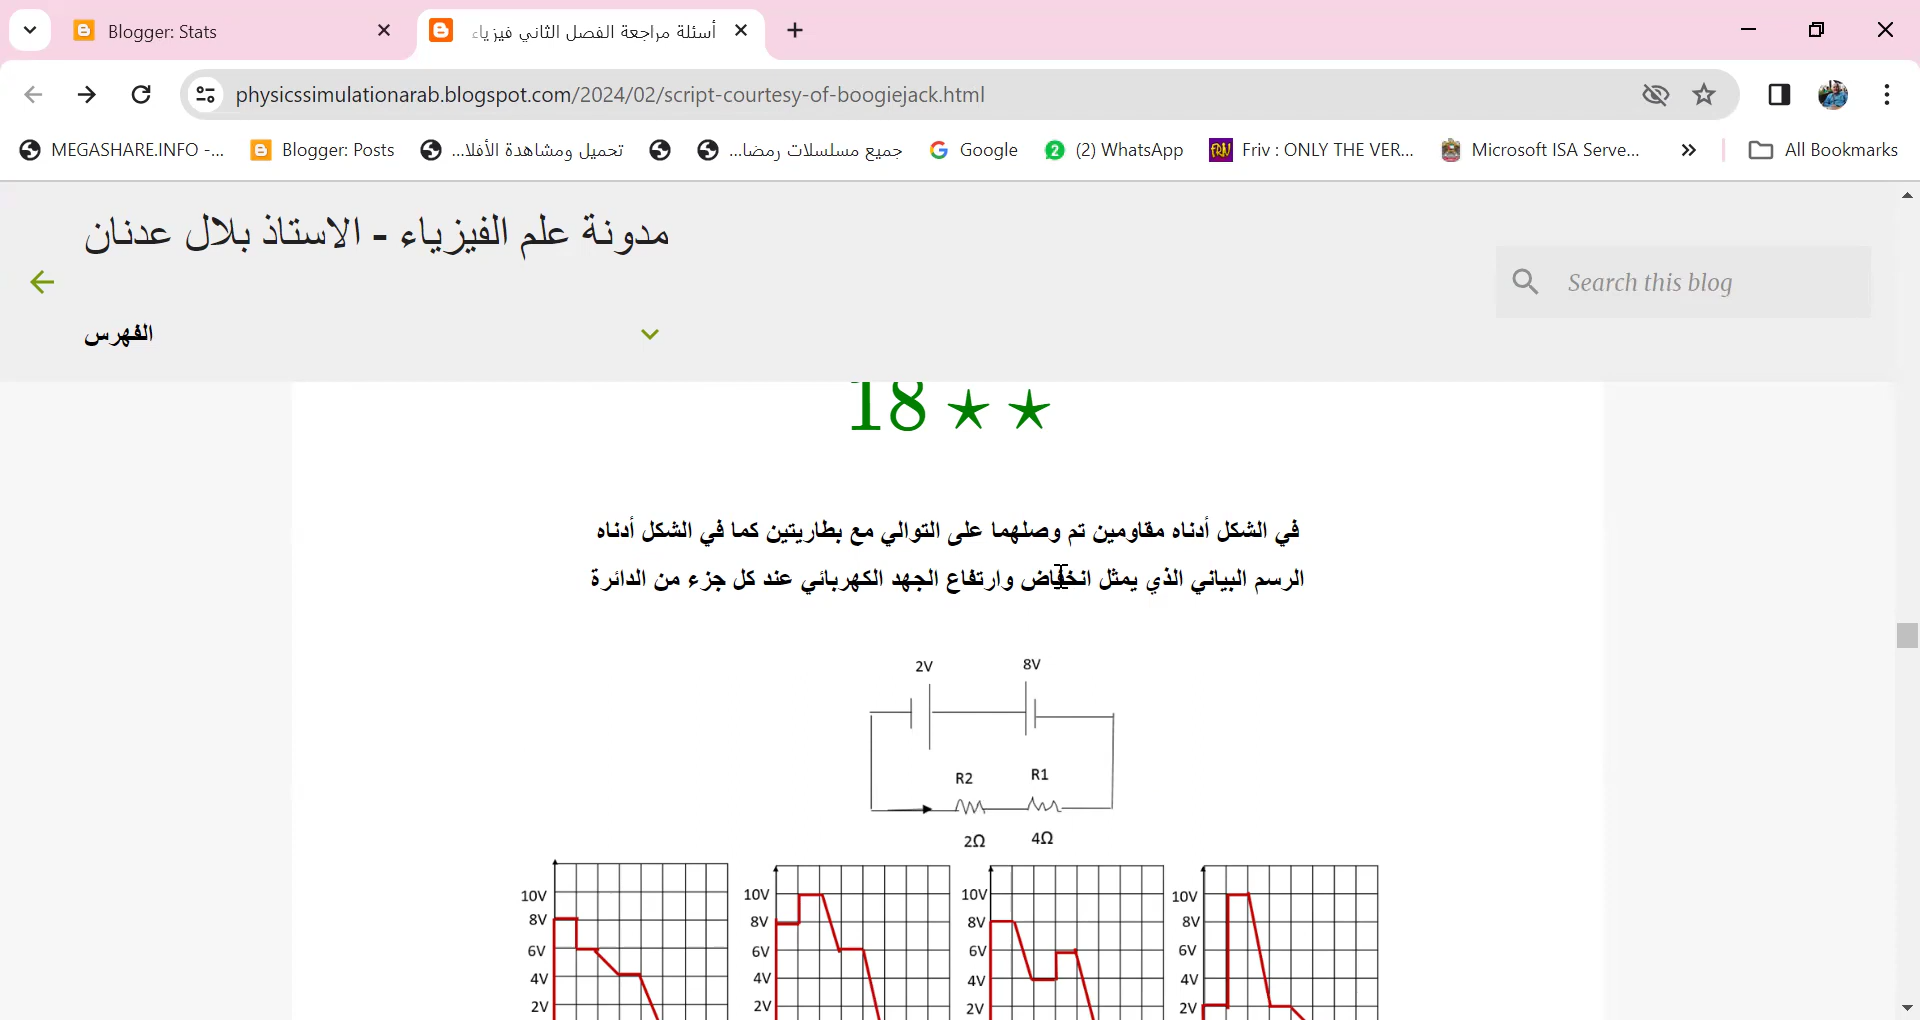 Blogger: Stats
أسئلة مراجعة الفصل الثاني فيزياء
physicssimulationarab.blogspot.com/2024/02/script-courtesy-of-boogiejack.html
MEGASHARE.INFO -...
Blogger: Posts
تحميل ومشاهدة الأفلا...
جميع مسلسلات رمضا...
Google
(2) WhatsApp
Friv : ONLY THE VER...
Microsoft ISA Serve...
»
All Bookmarks
مدونة علم الفيزياء - الاستاذ بلال عدنان
Search this blog
الفهرس
18 ★ ★
في الشكل أدناه مقاومين تم وصلهما على التوالي مع بطاريتين كما في الشكل أدناه
الرسم البياني الذي يمثل انخفاض وارتفاع الجهد الكهربائي عند كل جزء من الدائرة
2V 8V
R2 R1
2Ω 4Ω
10V 10V 10V 10V
8V 8V 8V 8V
6V 6V 6V 6V
4V 4V 4V 4V
2V 2V 2V 2V